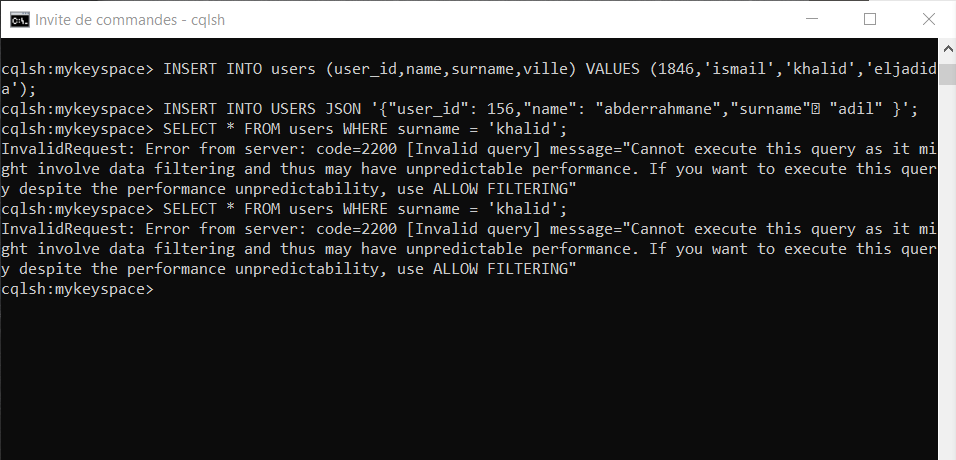 Invite de commandes - cqlsh
cqlsh:mykeyspace> INSERT INTO users (user_id,name,surname,ville) VALUES (1846,'ismail','khalid','eljadid
a');
cqlsh:mykeyspace> INSERT INTO USERS JSON '{"user_id": 156,"name": "abderrahmane","surname"⍰ "adil" }';
cqlsh:mykeyspace> SELECT * FROM users WHERE surname = 'khalid';
InvalidRequest: Error from server: code=2200 [Invalid query] message="Cannot execute this query as it mi
ght involve data filtering and thus may have unpredictable performance. If you want to execute this quer
y despite the performance unpredictability, use ALLOW FILTERING"
cqlsh:mykeyspace> SELECT * FROM users WHERE surname = 'khalid';
InvalidRequest: Error from server: code=2200 [Invalid query] message="Cannot execute this query as it mi
ght involve data filtering and thus may have unpredictable performance. If you want to execute this quer
y despite the performance unpredictability, use ALLOW FILTERING"
cqlsh:mykeyspace>